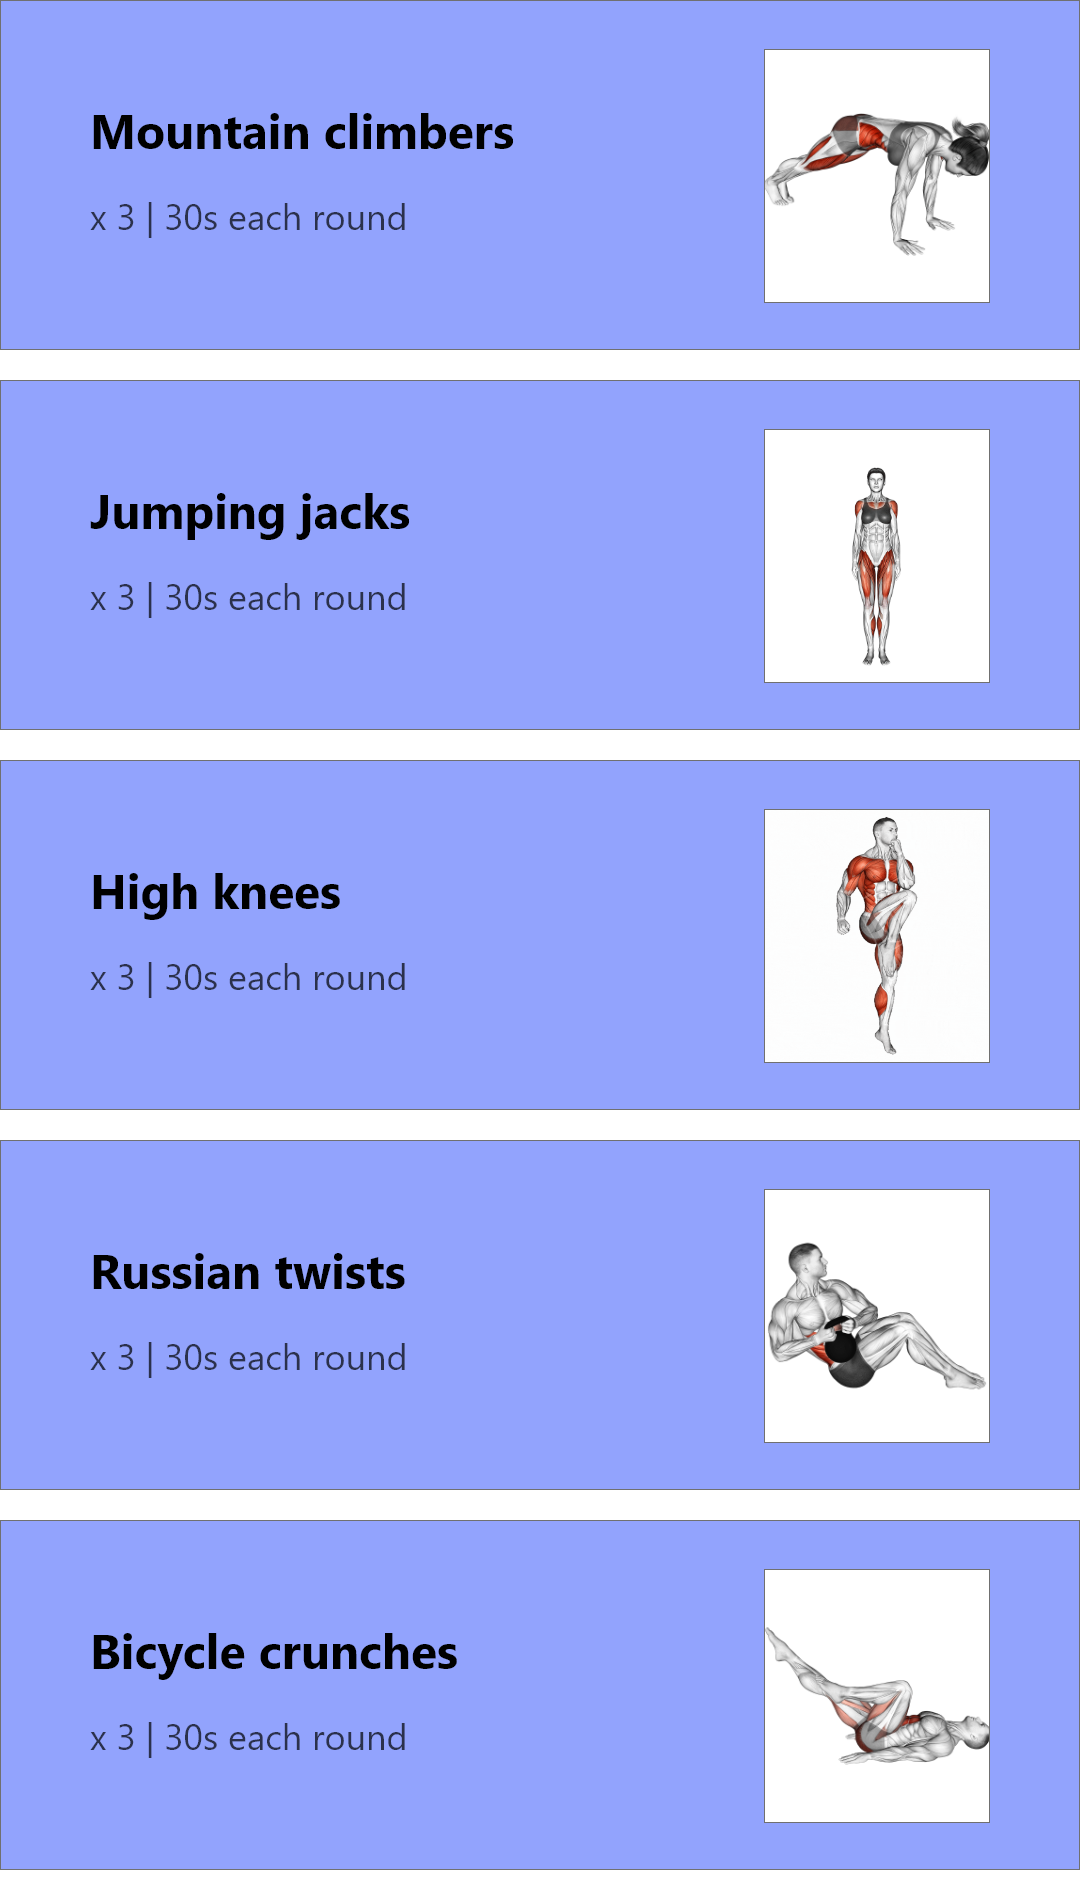 Mountain climbers
x 3 | 30s each round
Jumping jacks
x 3 | 30s each round
High knees
x 3 | 30s each round
Russian twists
x 3 | 30s each round
Bicycle crunches
x 3 | 30s each round